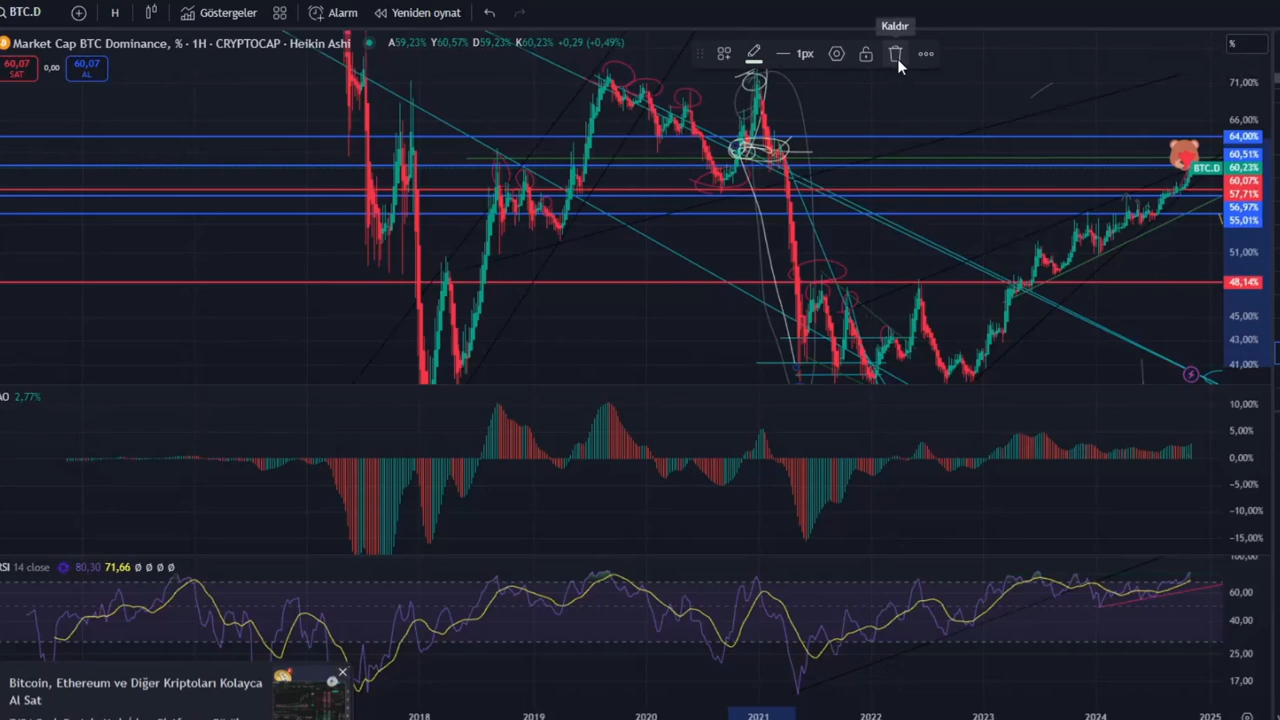 BTC.D
H
Göstergeler
Alarm
Yeniden oynat
Kaldır
Market Cap BTC Dominance, % · 1H · CRYPTOCAP · Heikin Ashi
A59,23% Y60,57% D59,23% K60,23% +0,29 (+0,49%)
1px
%
60,07
SAT
0,00
60,07
AL
71,00%
66,00%
64,00%
60,51%
BTC.D 60,23%
60,07%
57,71%
56,97%
55,01%
51,00%
48,14%
45,00%
43,00%
41,00%
AO 2,77%
10,00%
5,00%
0,00%
−5,00%
−10,00%
−15,00%
RSI 14 close 80,30 71,66 Ø Ø Ø Ø
100,00
60,00
40,00
25,00
17,00
Bitcoin, Ethereum ve Diğer Kriptoları Kolayca
Al Sat
2018 2019 2020 2021 2022 2023 2024 2025